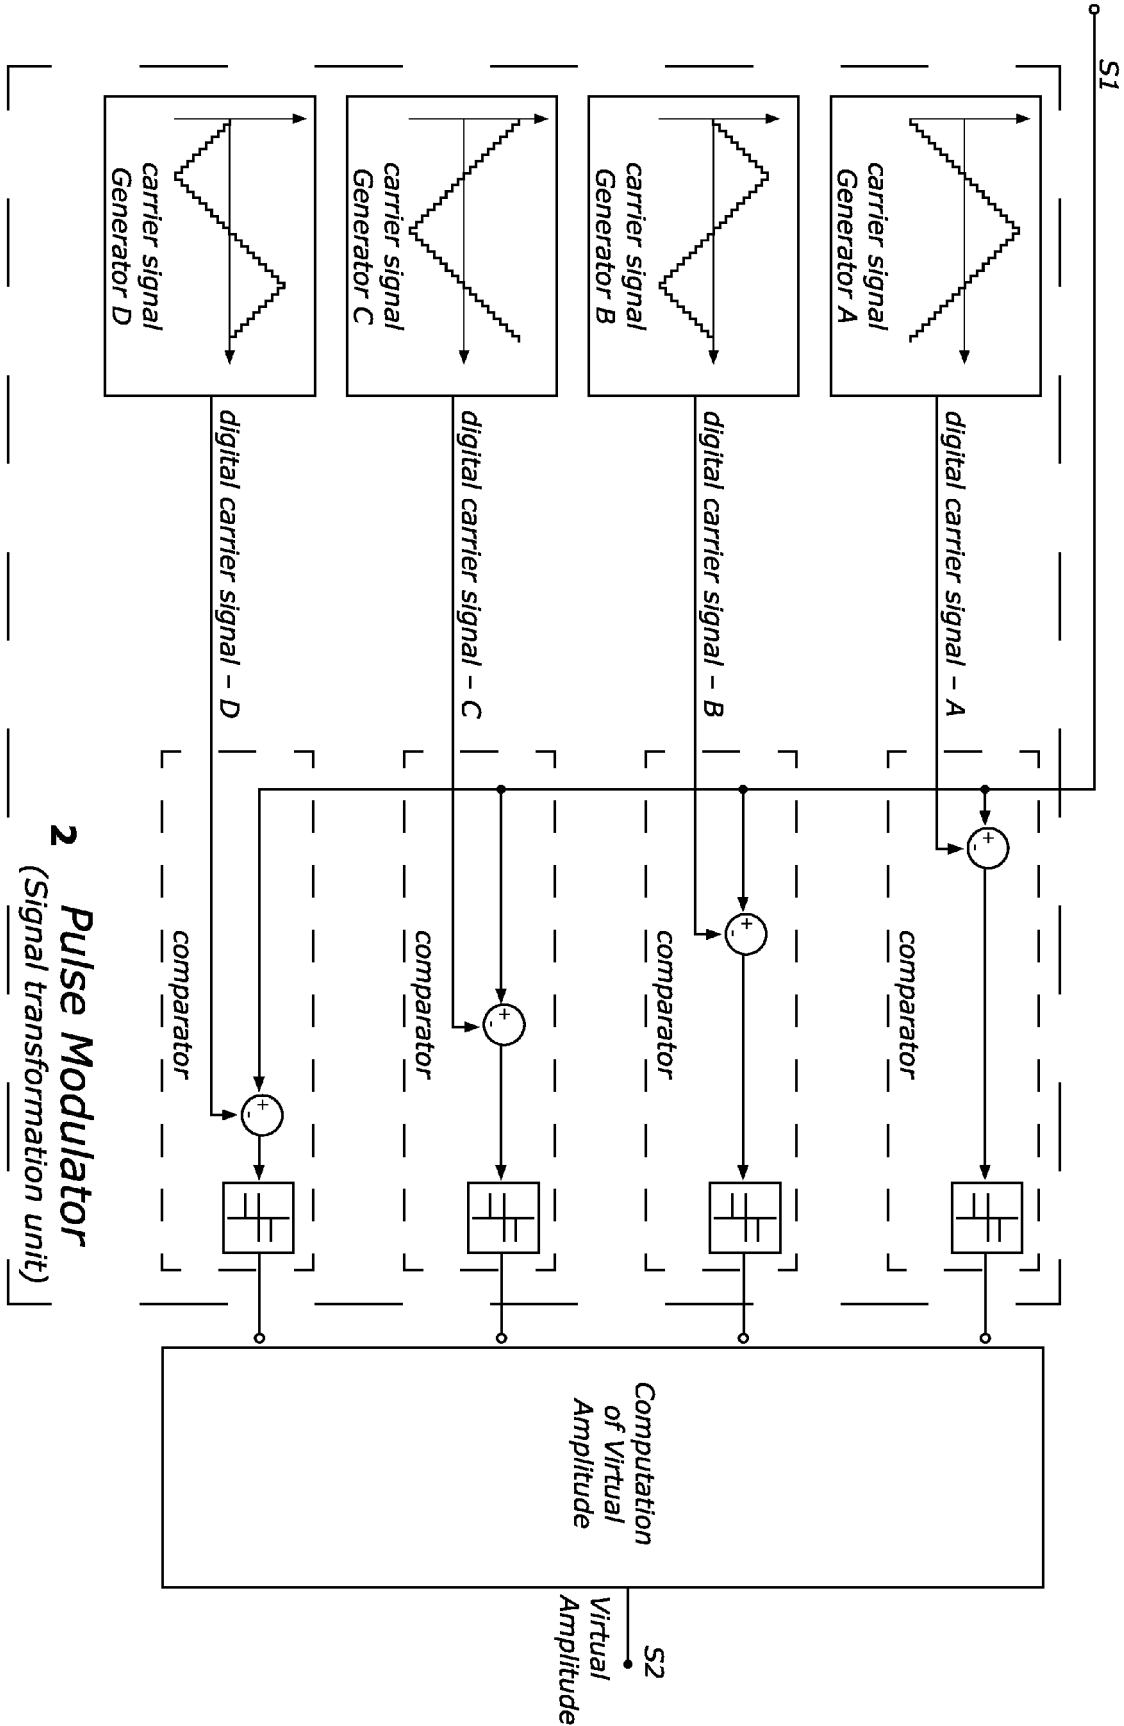 S1
carrier signal
Generator A
digital carrier signal – A
+
-
comparator
carrier signal
Generator B
digital carrier signal – B
+
-
comparator
carrier signal
Generator C
digital carrier signal – C
+
-
comparator
carrier signal
Generator D
digital carrier signal – D
+
-
comparator
Computation
of Virtual
Amplitude
S2
Virtual
Amplitude
2 Pulse Modulator
(Signal transformation unit)